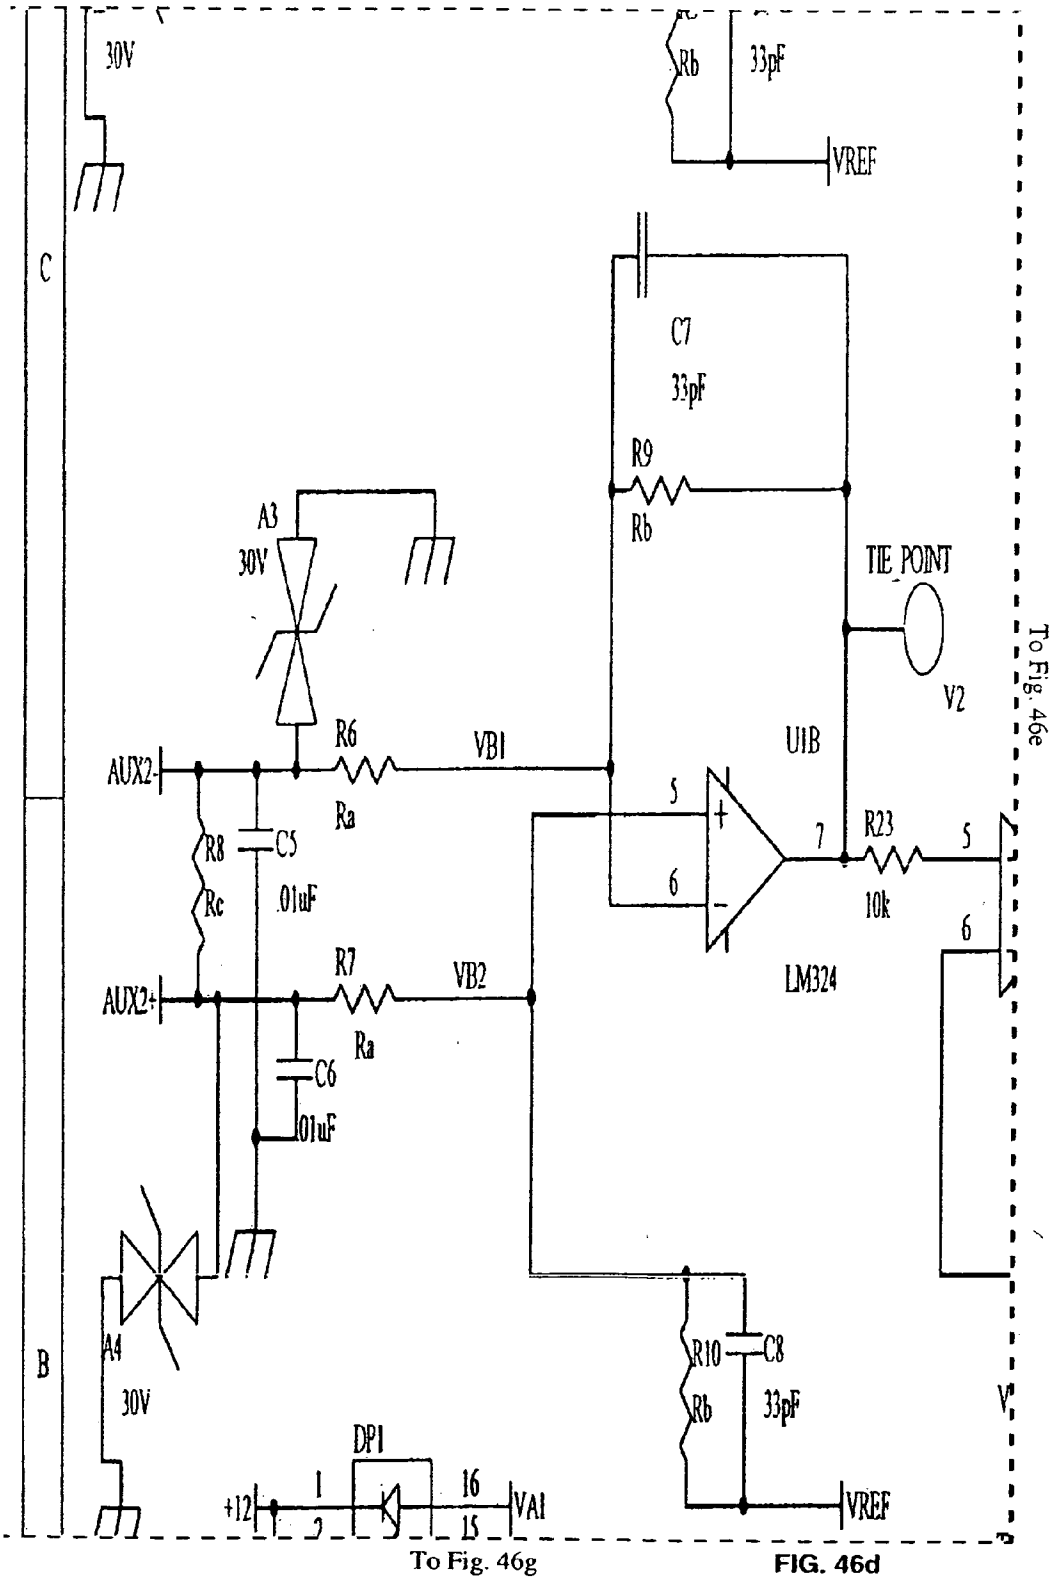 30V
Rb
33pF
VREF
C
C7
33pF
R9
Rb
A3
30V
TIE_POINT
V2
To Fig. 46e
U1B
AUX2-
R6
VB1
Ra
5
+
R8
C5
7
R23
5
Rc
.01uF
6
-
10k
6
R7
VB2
LM324
AUX2+
Ra
C6
.01uF
B
A4
30V
R10
C8
Rb
33pF
V
DP1
+12
1
16
VA1
2
15
VREF
To Fig. 46g
FIG. 46d